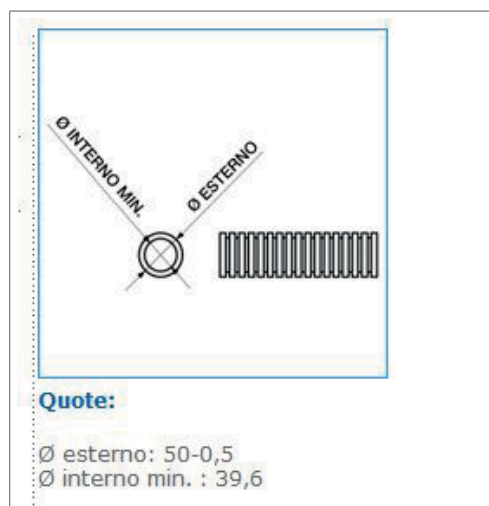 Ø INTERNO MIN.
Ø ESTERNO
Quote:
Ø esterno: 50-0,5
Ø interno min. : 39,6